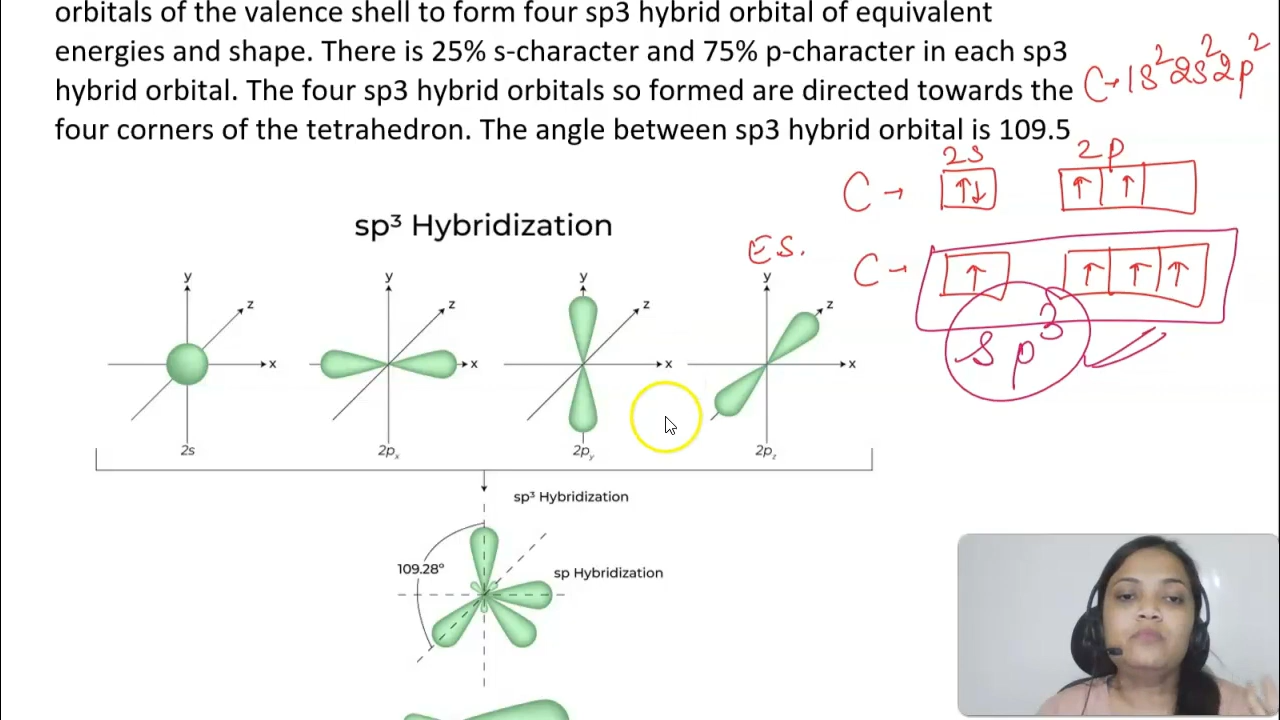 orbitals of the valence shell to form four sp3 hybrid orbital of equivalent
energies and shape. There is 25% s-character and 75% p-character in each sp3
hybrid orbital. The four sp3 hybrid orbitals so formed are directed towards the
four corners of the tetrahedron. The angle between sp3 hybrid orbital is 109.5
C→1s²2s²2p²
2s 2p
C→ ↑↓ ↑ ↑
sp³ Hybridization
E.S.
C→ ↑ ↑ ↑ ↑
sp³
y y y y
z z z z
x x x x
2s 2pₓ 2pᵧ 2p_z
sp³ Hybridization
109.28°
sp Hybridization